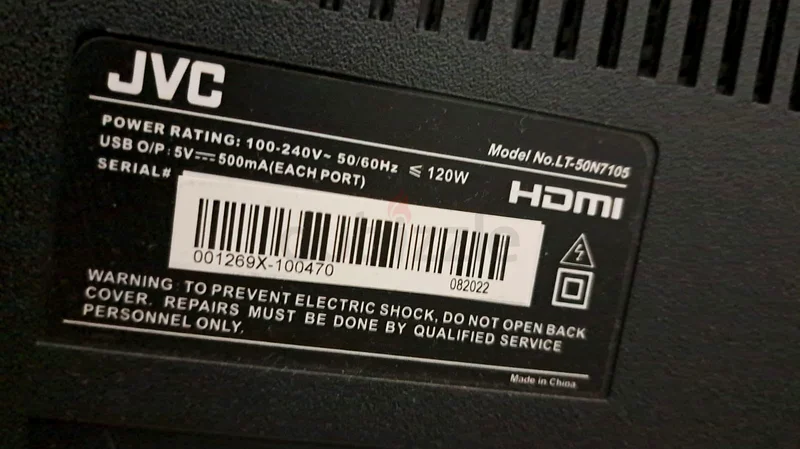 JVC
POWER RATING: 100-240V~ 50/60Hz ≤ 120W
Model No.LT-50N7105
USB O/P: 5V⎓500mA(EACH PORT)
SERIAL#
HDMI
001269X-100470
082022
WARNING: TO PREVENT ELECTRIC SHOCK, DO NOT OPEN BACK
COVER. REPAIRS MUST BE DONE BY QUALIFIED SERVICE
PERSONNEL ONLY.
Made in China